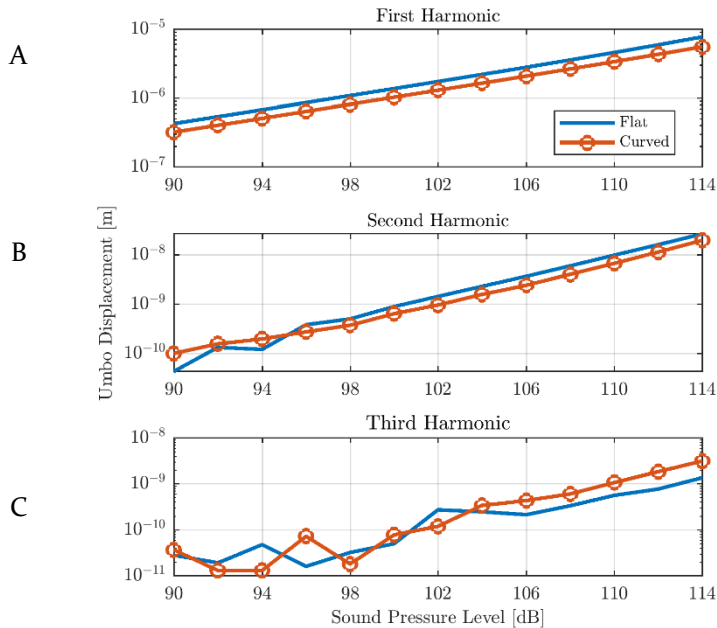 A
First Harmonic
10^-5
10^-6
10^-7
Flat
Curved
90 94 98 102 106 110 114
B
Second Harmonic
10^-8
10^-9
10^-10
90 94 98 102 106 110 114
Umbo Displacement [m]
C
Third Harmonic
10^-8
10^-9
10^-10
10^-11
90 94 98 102 106 110 114
Sound Pressure Level [dB]